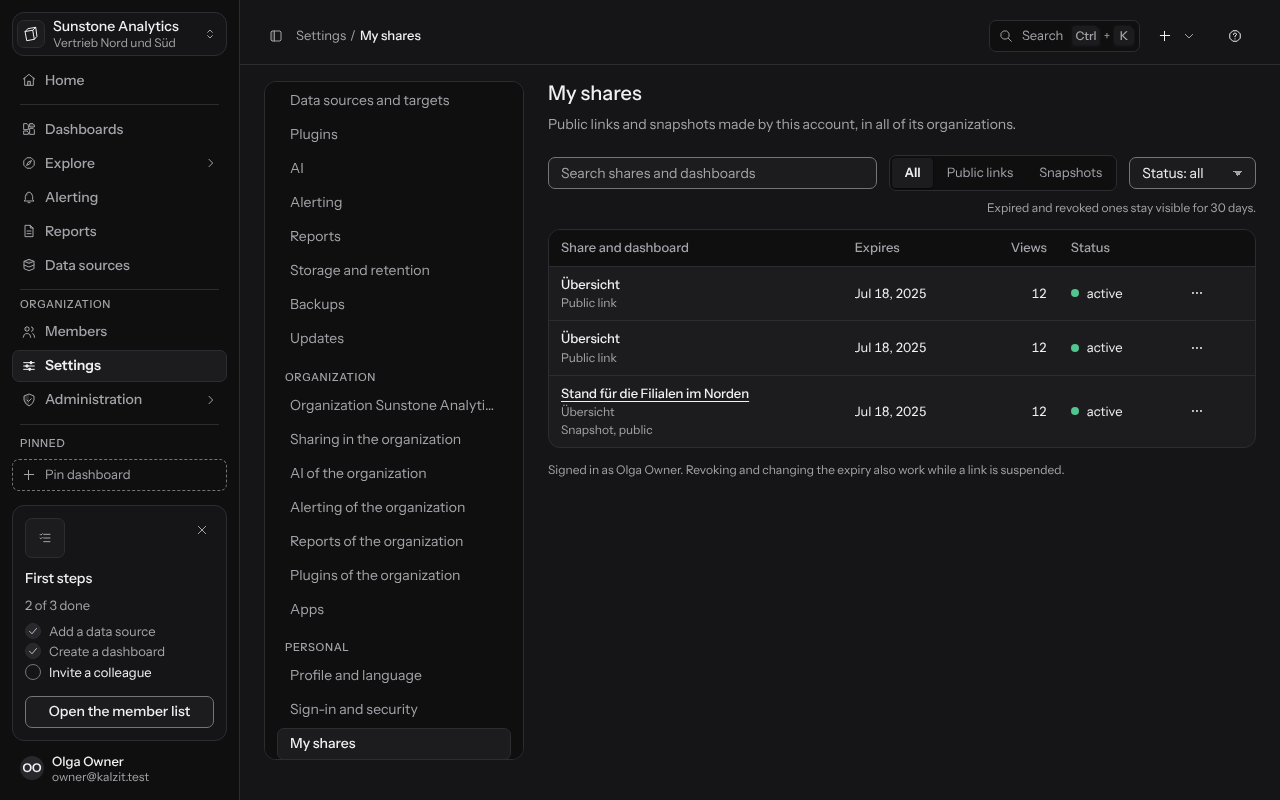 Sunstone Analytics
Vertrieb Nord und Süd
Home
Dashboards
Explore
Alerting
Reports
Data sources
ORGANIZATION
Members
Settings
Administration
PINNED
Pin dashboard
First steps
2 of 3 done
Add a data source
Create a dashboard
Invite a colleague
Open the member list
OO
Olga Owner
owner@kalzit.test
Settings / My shares
Search Ctrl + K
Data sources and targets
Plugins
AI
Alerting
Reports
Storage and retention
Backups
Updates
ORGANIZATION
Organization Sunstone Analyti...
Sharing in the organization
AI of the organization
Alerting of the organization
Reports of the organization
Plugins of the organization
Apps
PERSONAL
Profile and language
Sign-in and security
My shares
My shares
Public links and snapshots made by this account, in all of its organizations.
Search shares and dashboards
All Public links Snapshots
Status: all
Expired and revoked ones stay visible for 30 days.
Share and dashboard Expires Views Status
Übersicht
Public link
Jul 18, 2025 12 active
Übersicht
Public link
Jul 18, 2025 12 active
Stand für die Filialen im Norden
Übersicht
Snapshot, public
Jul 18, 2025 12 active
Signed in as Olga Owner. Revoking and changing the expiry also work while a link is suspended.